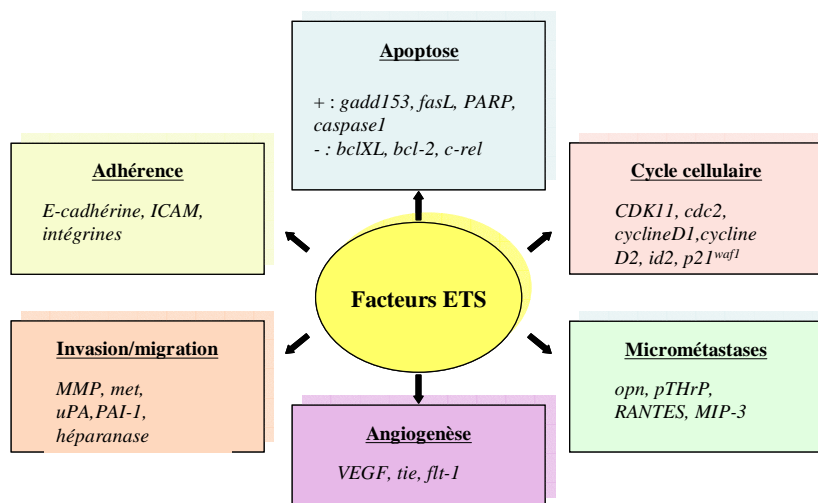 Apoptose
+ : gadd153, fasL, PARP,
caspase1
- : bclXL, bcl-2, c-rel
Adhérence
E-cadhérine, ICAM,
intégrines
Cycle cellulaire
CDK11, cdc2,
cyclineD1,cycline
D2, id2, p21waf1
Facteurs ETS
Invasion/migration
MMP, met,
uPA,PAI-1,
héparanase
Micrométastases
opn, pTHrP,
RANTES, MIP-3
Angiogenèse
VEGF, tie, flt-1